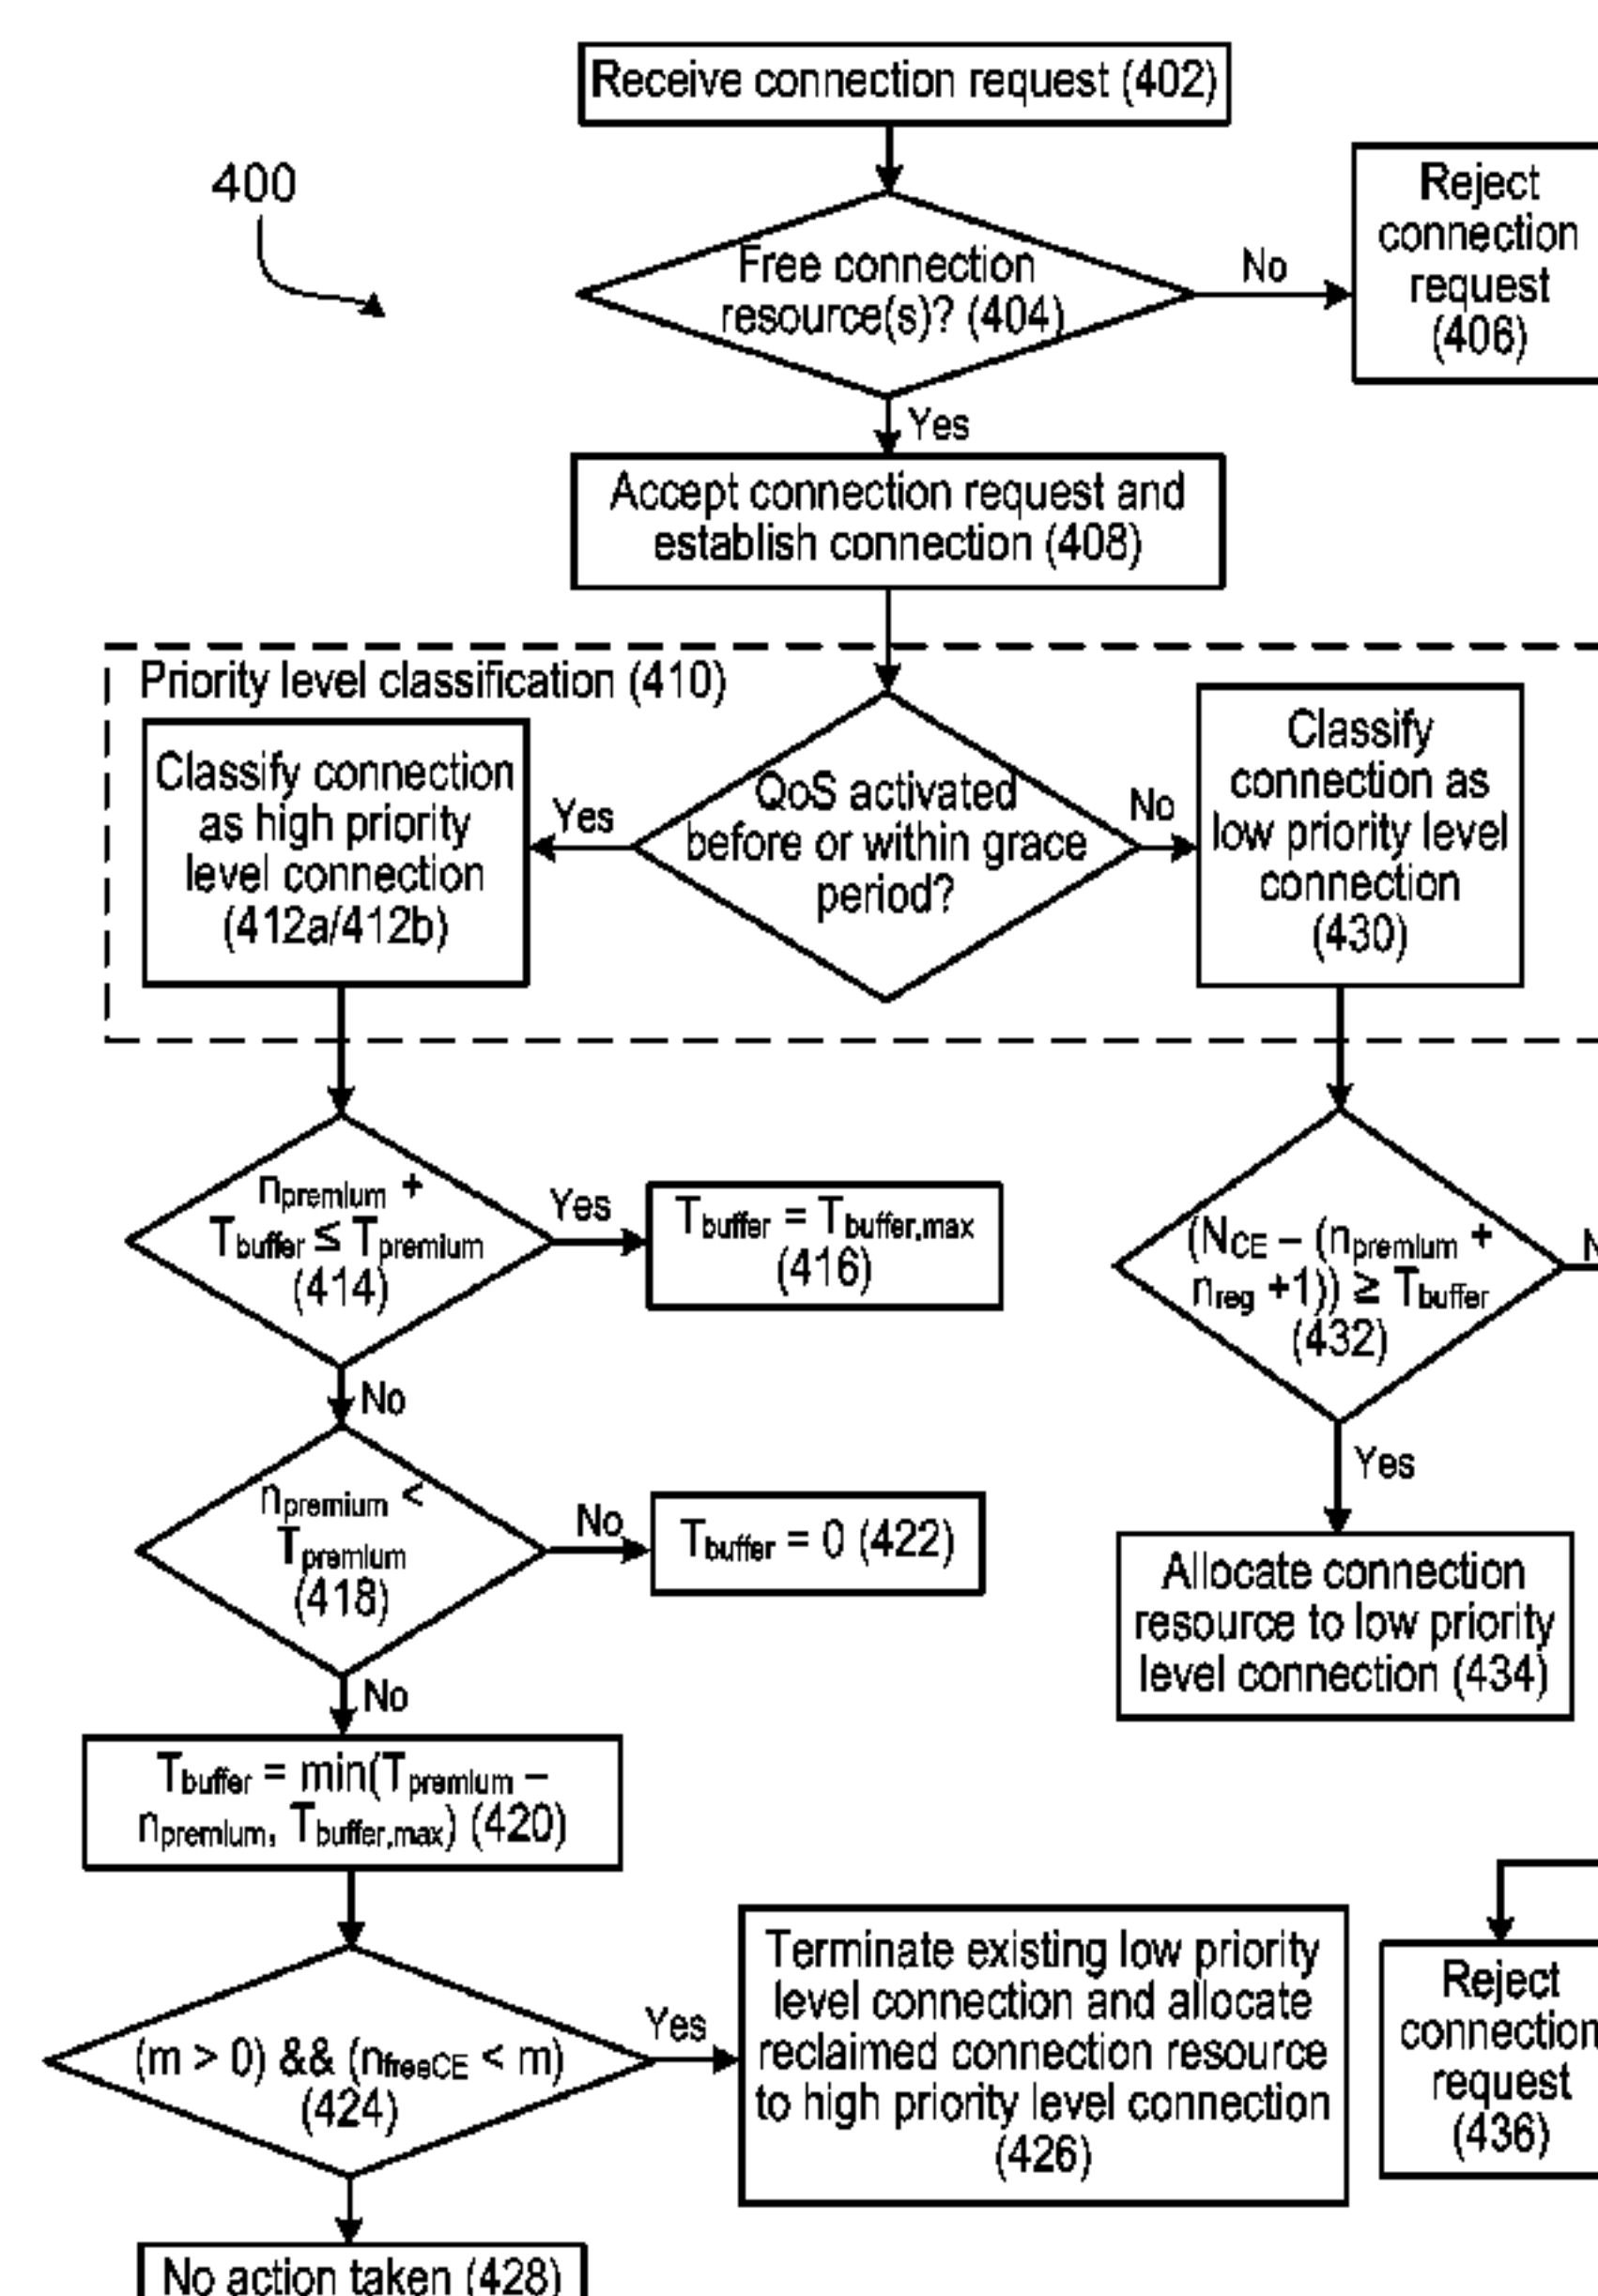 Receive connection request (402)
400
Free connection
resource(s)? (404)
No
Reject
connection
request
(406)
Yes
Accept connection request and
establish connection (408)
Priority level classification (410)
Classify connection
as high priority
level connection
(412a/412b)
Yes
QoS activated
before or within grace
period?
No
Classify
connection as
low priority level
connection
(430)
npremium +
Tbuffer ≤ Tpremium
(414)
Yes
Tbuffer = Tbuffer,max
(416)
No
(NCE – (npremium +
nreg +1)) ≥ Tbuffer
(432)
Yes
npremium <
Tpremium
(418)
No
Tbuffer = 0 (422)
No
Allocate connection
resource to low priority
level connection (434)
Tbuffer = min(Tpremium –
npremium, Tbuffer,max) (420)
(m > 0) && (nfreeCE < m)
(424)
Yes
Terminate existing low priority
level connection and allocate
reclaimed connection resource
to high priority level connection
(426)
Reject
connection
request
(436)
No action taken (428)